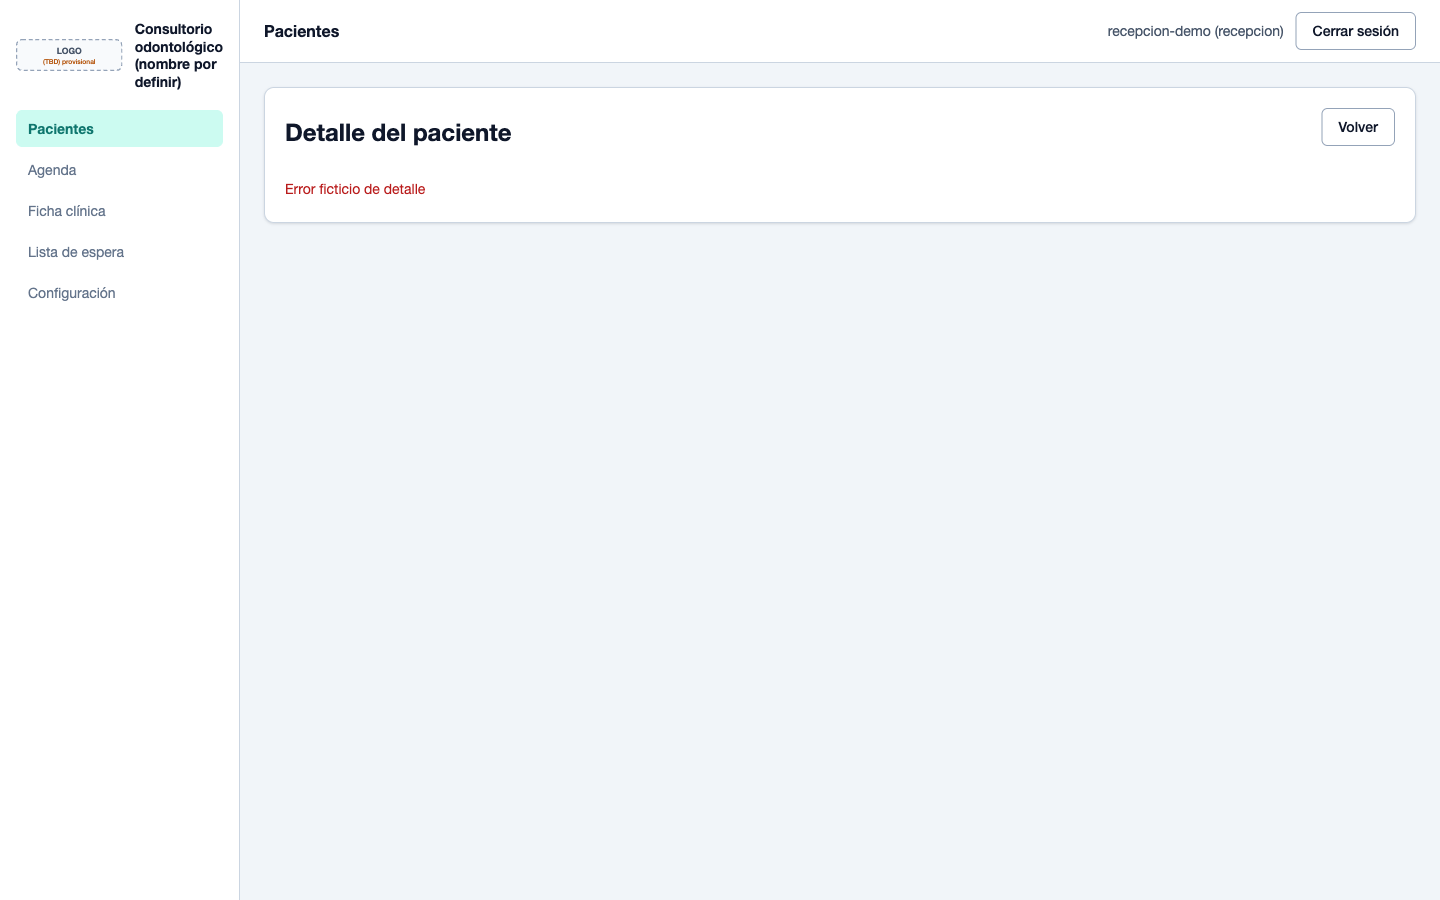 LOGO
(TBD) provisional
Consultorio
odontológico
(nombre por
definir)
Pacientes
Agenda
Ficha clínica
Lista de espera
Configuración
Pacientes
recepcion-demo (recepcion)
Cerrar sesión
Detalle del paciente
Volver
Error ficticio de detalle